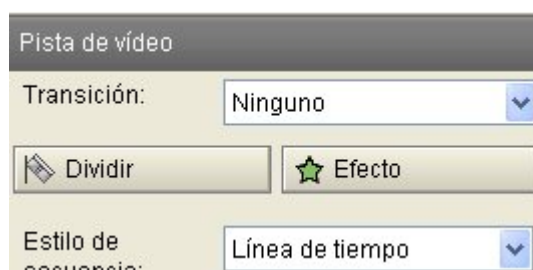 Pista de vídeo
Transición:
Ninguno
Dividir
Efecto
Estilo de
Línea de tiempo